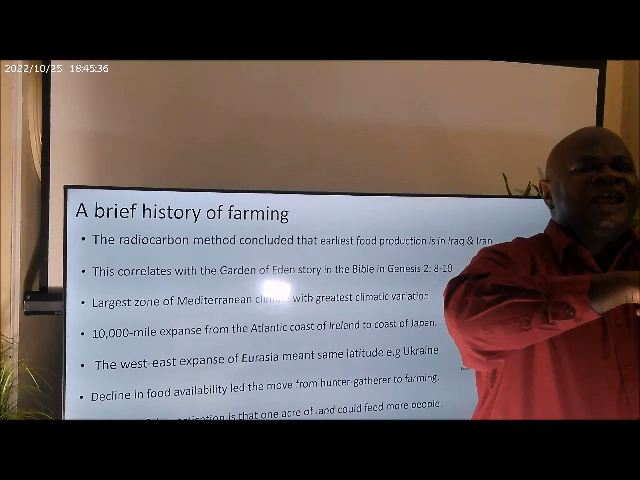 2022/10/25 18:45:36
A brief history of farming
• The radiocarbon method concluded that earliest food production is in Iraq & Iran
• This correlates with the Garden of Eden story in the Bible in Genesis 2: 8-10
• Largest zone of Mediterranean climate with greatest climatic variation
• 10,000-mile expanse from the Atlantic coast of Ireland to coast of Japan.
• The west-east expanse of Eurasia meant same latitude e.g Ukraine
• Decline in food availability led the move from hunter-gatherer to farming.
is that one acre of land could feed more people.